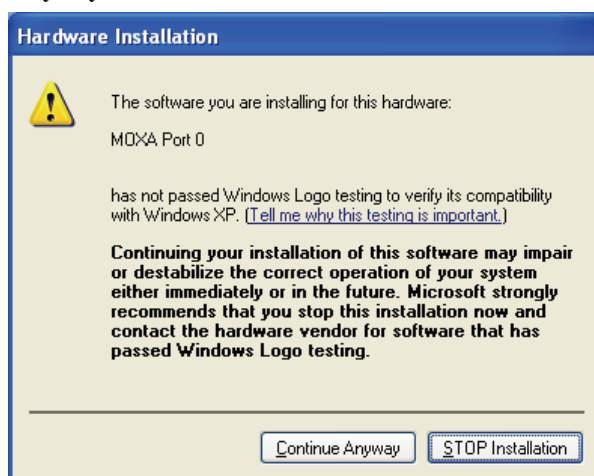 Hardware Installation
The software you are installing for this hardware:
MOXA Port 0
has not passed Windows Logo testing to verify its compatibility
with Windows XP. (Tell me why this testing is important.)
Continuing your installation of this software may impair
or destabilize the correct operation of your system
either immediately or in the future. Microsoft strongly
recommends that you stop this installation now and
contact the hardware vendor for software that has
passed Windows Logo testing.
Continue Anyway STOP Installation